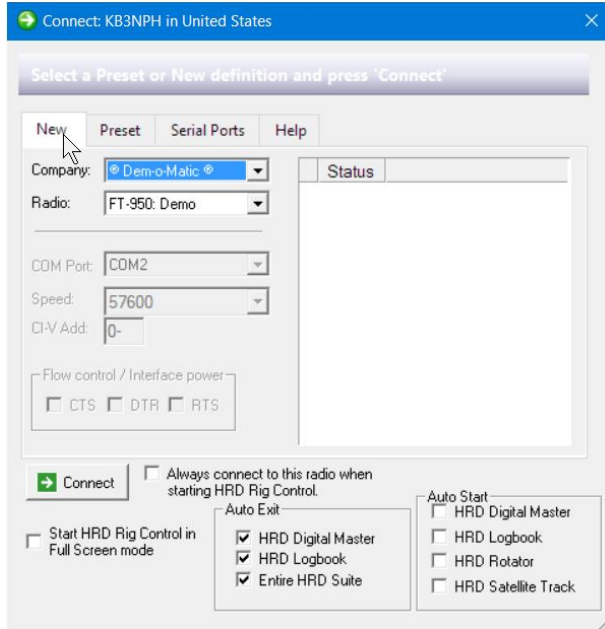 Connect: KB3NPH in United States
Select a Preset or New definition and press 'Connect'
New Preset Serial Ports Help
Company: ® Dem-o-Matic ® Status
Radio: FT-950: Demo
COM Port: COM2
Speed: 57600
CI-V Add: 0-
Flow control / Interface power
CTS DTR RTS
Connect
Always connect to this radio when
starting HRD Rig Control.
Start HRD Rig Control in
Full Screen mode
Auto Exit
HRD Digital Master
HRD Logbook
Entire HRD Suite
Auto Start
HRD Digital Master
HRD Logbook
HRD Rotator
HRD Satellite Track